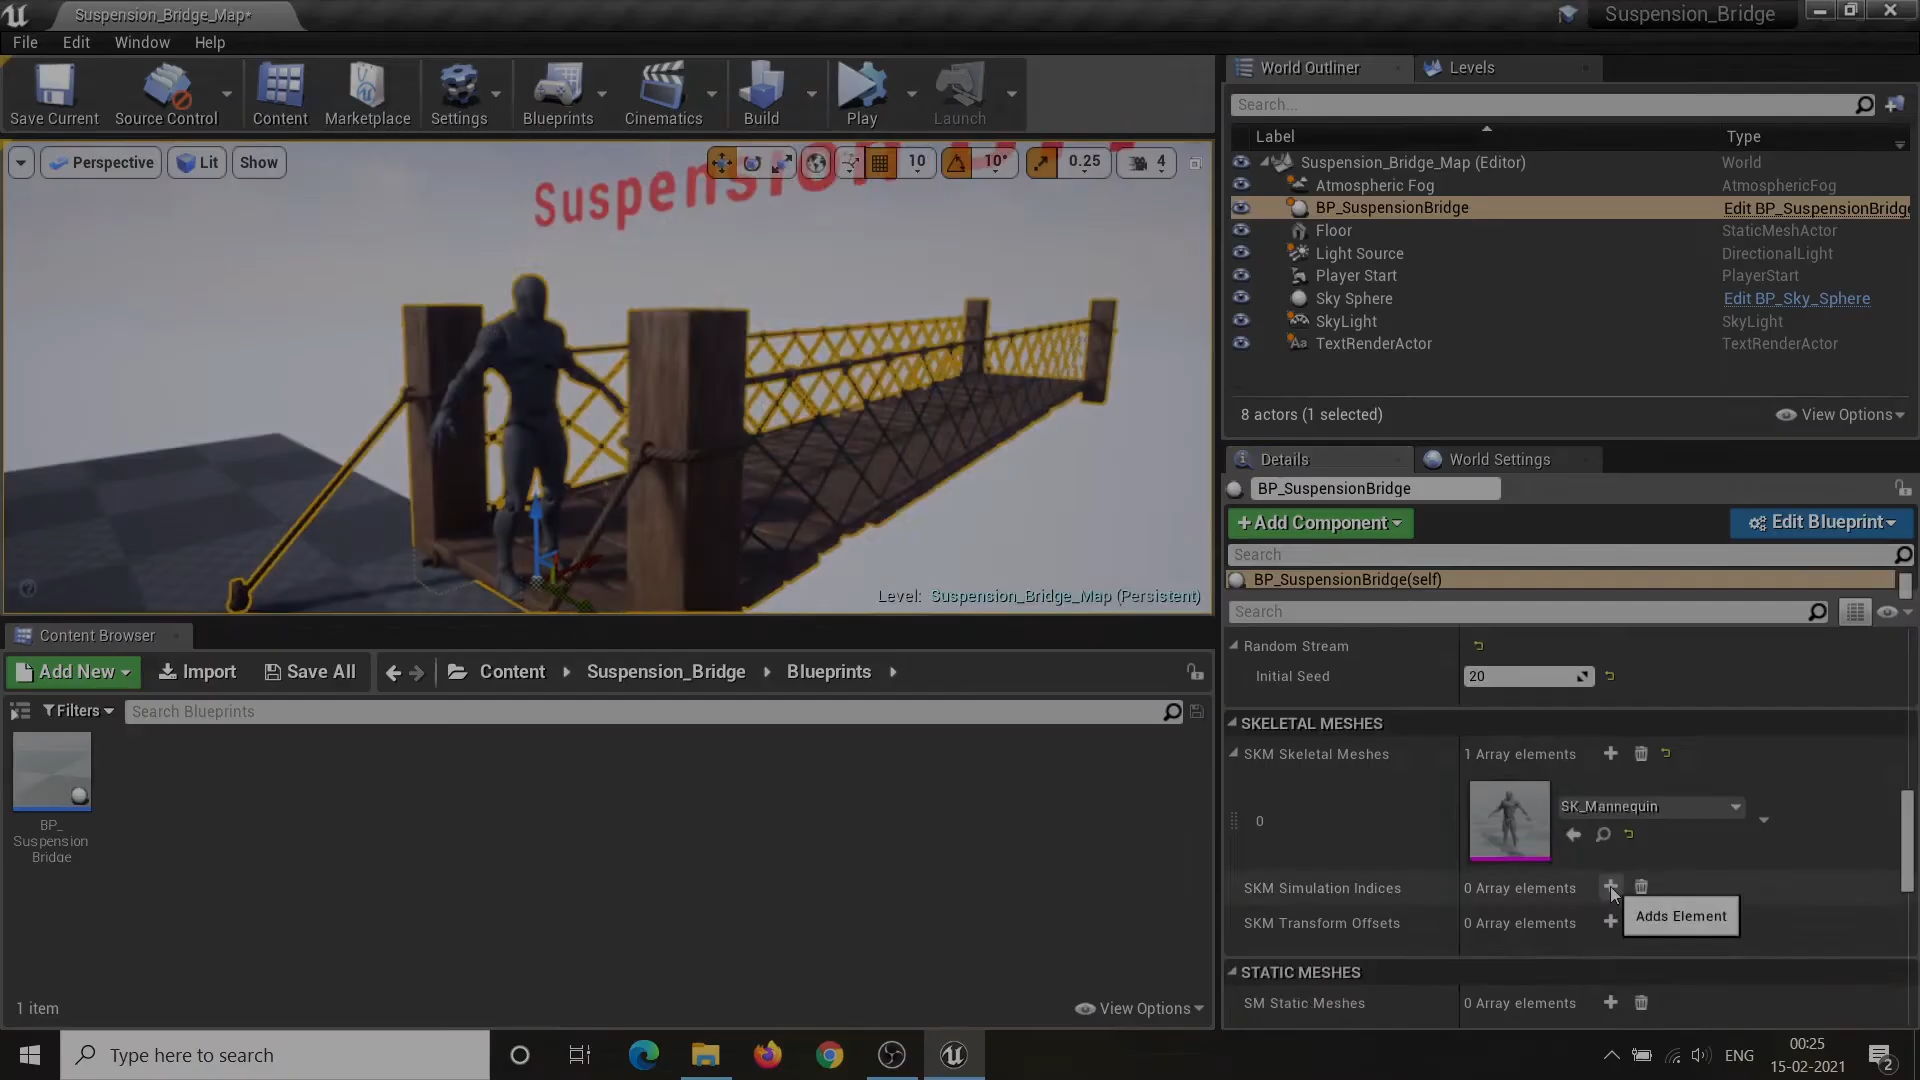 Suspension_Bridge_Map*
Suspension_Bridge
File Edit Window Help
Save Current Source Control Content Marketplace Settings Blueprints Cinematics Build Play Launch
Perspective Lit Show 10 10° 0.25 4
Suspension
Level: Suspension_Bridge_Map (Persistent)
World Outliner Levels
Search...
Label Type
Suspension_Bridge_Map (Editor) World
Atmospheric Fog AtmosphericFog
BP_SuspensionBridge Edit BP_SuspensionBridge
Floor StaticMeshActor
Light Source DirectionalLight
Player Start PlayerStart
Sky Sphere Edit BP_Sky_Sphere
SkyLight SkyLight
Aa TextRenderActor TextRenderActor
8 actors (1 selected) View Options
Details World Settings
BP_SuspensionBridge
+Add Component Edit Blueprint
Search
BP_SuspensionBridge(self)
Search
Random Stream
Initial Seed 20
SKELETAL MESHES
SKM Skeletal Meshes 1 Array elements
0 SK_Mannequin
SKM Simulation Indices 0 Array elements
Adds Element
SKM Transform Offsets 0 Array elements
STATIC MESHES
SM Static Meshes 0 Array elements
Content Browser
Add New Import Save All Content Suspension_Bridge Blueprints
Filters Search Blueprints
BP_
Suspension
Bridge
1 item View Options
Type here to search
ENG
00:25
15-02-2021
2